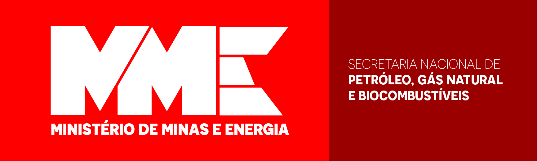 MME
MINISTÉRIO DE MINAS E ENERGIA
SECRETARIA NACIONAL DE
PETRÓLEO, GÁS NATURAL
E BIOCOMBUSTÍVEIS